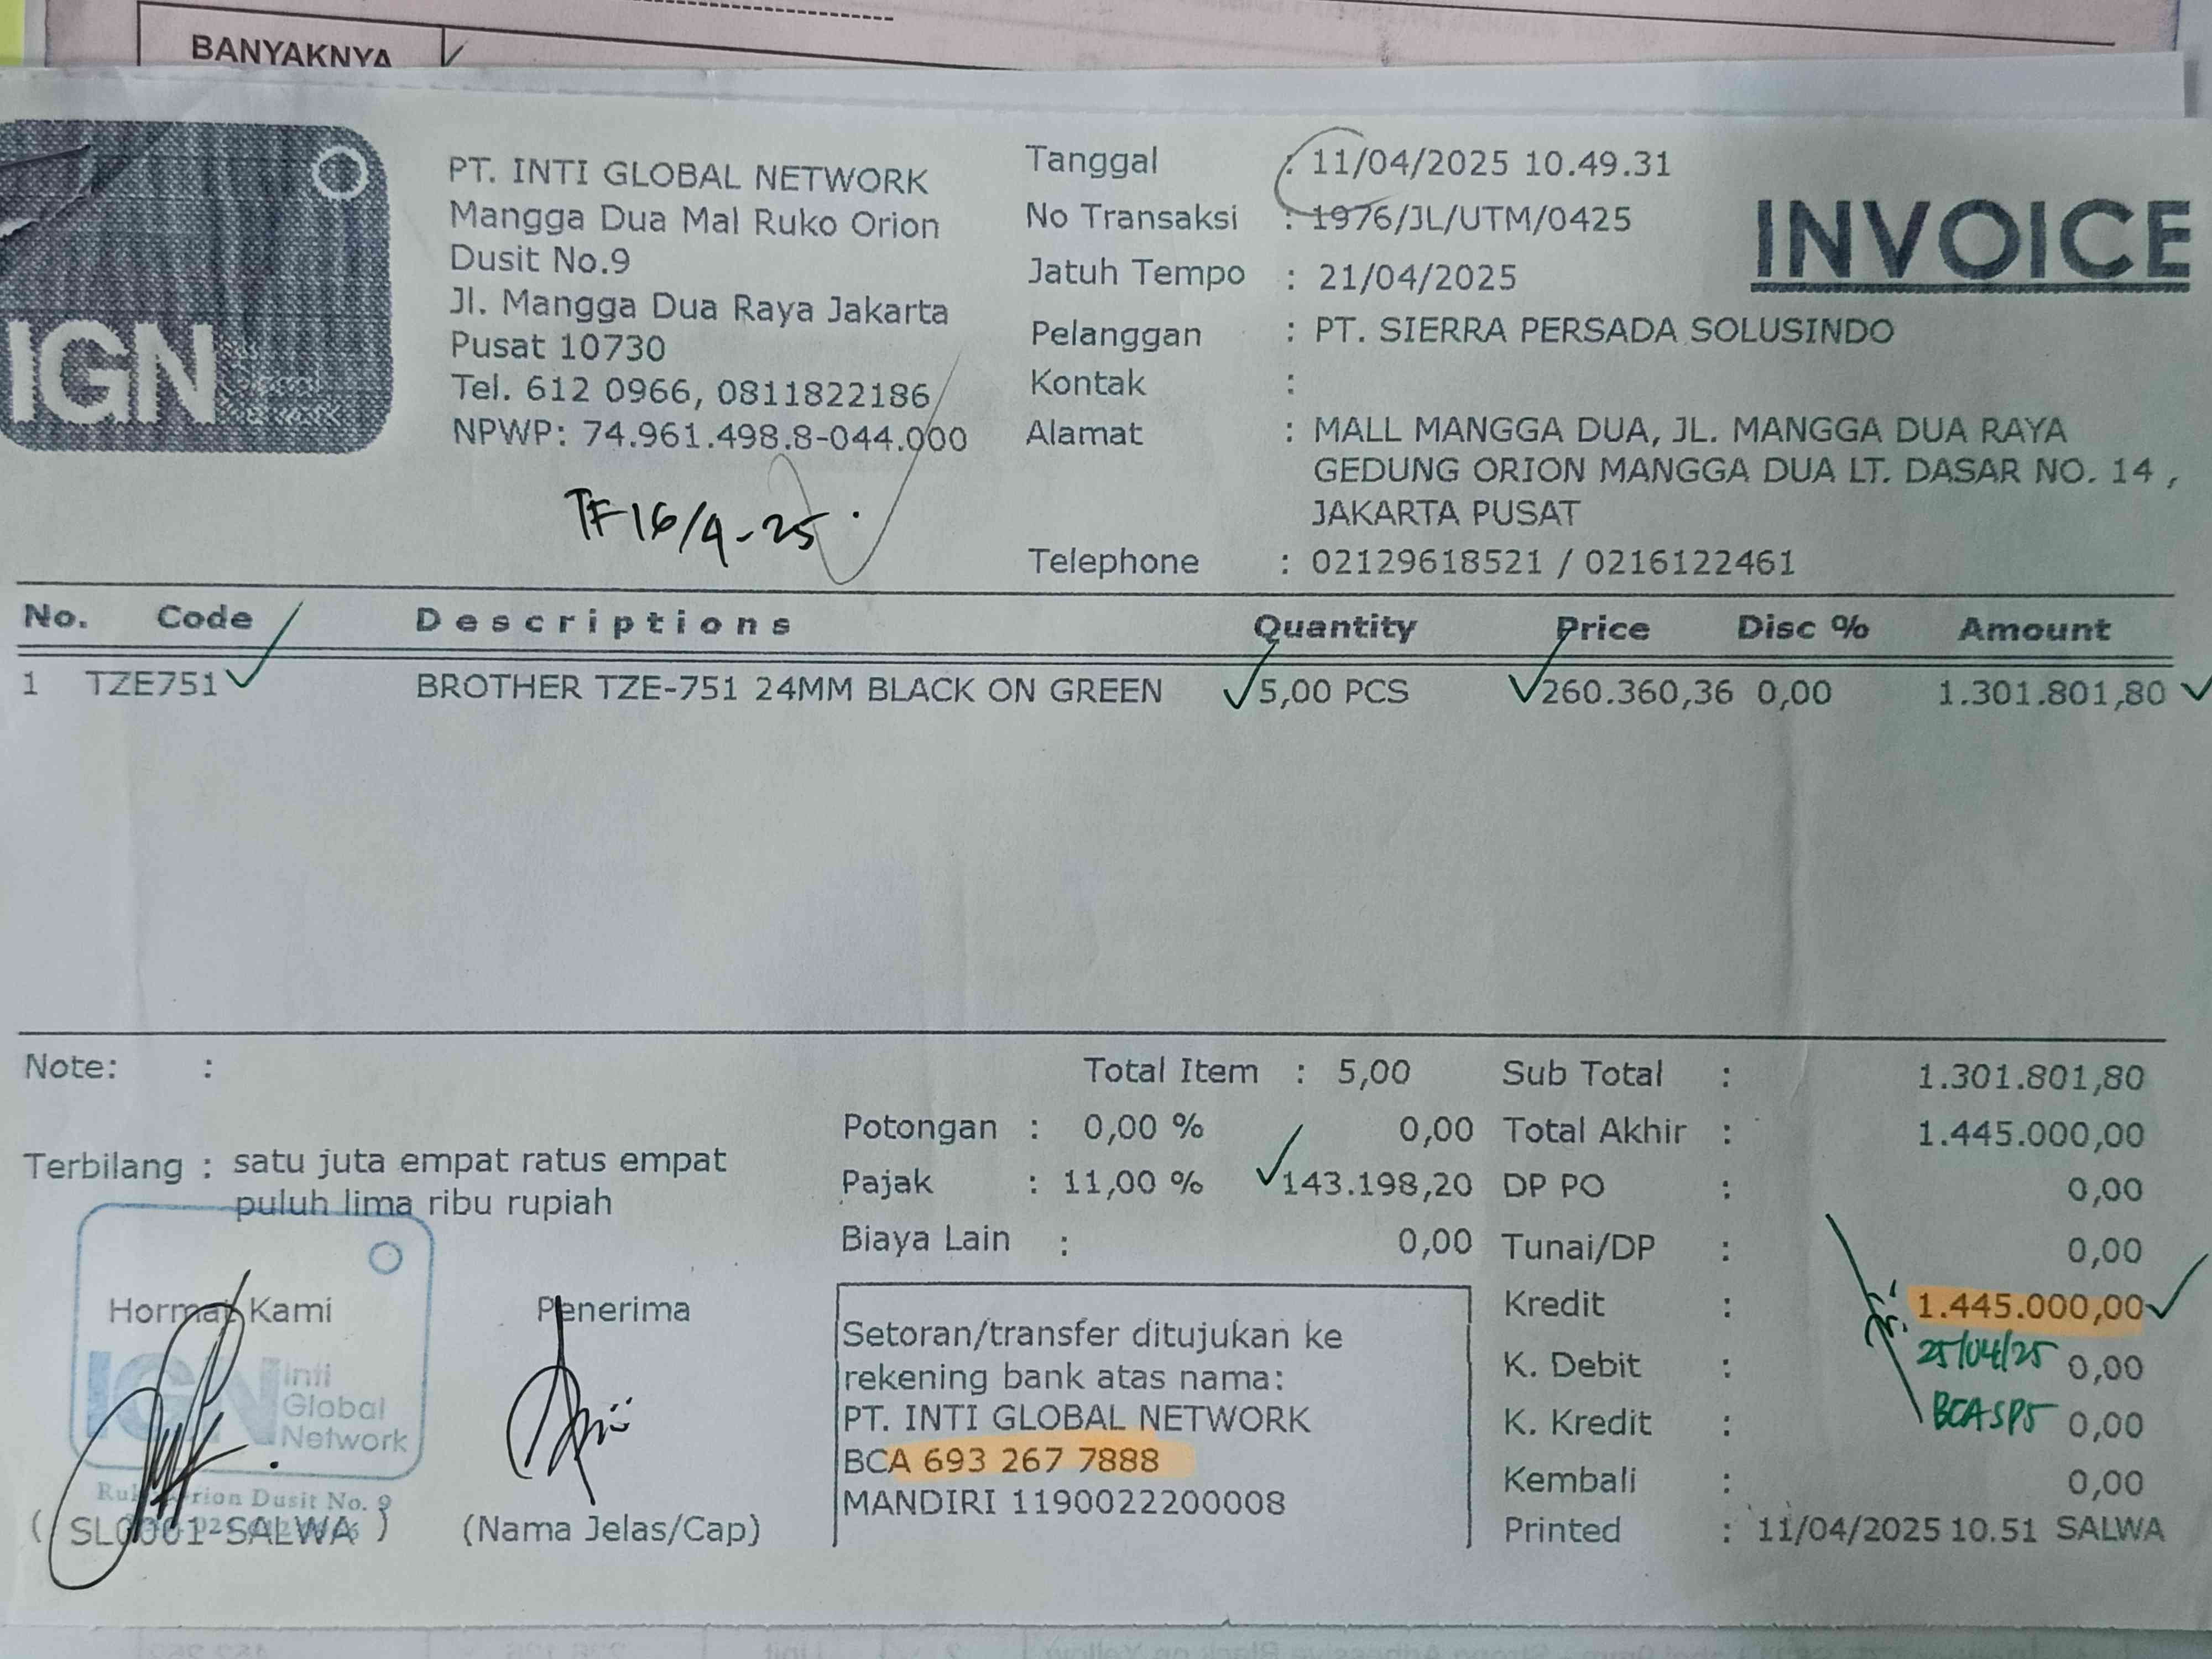 BANYAKNYA
IGN
PT. INTI GLOBAL NETWORK
Mangga Dua Mal Ruko Orion
Dusit No.9
Jl. Mangga Dua Raya Jakarta
Pusat 10730
Tel. 612 0966, 0811822186
NPWP: 74.961.498.8-044.000
TF 16/4-25
Tanggal : 11/04/2025 10.49.31
No Transaksi : 1976/JL/UTM/0425
Jatuh Tempo : 21/04/2025
Pelanggan : PT. SIERRA PERSADA SOLUSINDO
Kontak :
Alamat : MALL MANGGA DUA, JL. MANGGA DUA RAYA
GEDUNG ORION MANGGA DUA LT. DASAR NO. 14 ,
JAKARTA PUSAT
Telephone : 02129618521 / 0216122461
INVOICE
No. Code Descriptions Quantity Price Disc % Amount
1 TZE751 BROTHER TZE-751 24MM BLACK ON GREEN 5,00 PCS 260.360,36 0,00 1.301.801,80
Note: :
Terbilang : satu juta empat ratus empat
puluh lima ribu rupiah
Total Item : 5,00
Potongan : 0,00 % 0,00
Pajak : 11,00 % 143.198,20
Biaya Lain : 0,00
Sub Total : 1.301.801,80
Total Akhir : 1.445.000,00
DP PO : 0,00
Tunai/DP : 0,00
Kredit : 1.445.000,00
25/04/25
K. Debit : 0,00
BCA SPS
K. Kredit : 0,00
Kembali : 0,00
Printed : 11/04/2025 10.51 SALWA
Hormat Kami
IGN Inti
Global
Network
Ruko Orion Dusit No. 9
( SL0001-SALWA )
Penerima
(Nama Jelas/Cap)
Setoran/transfer ditujukan ke
rekening bank atas nama:
PT. INTI GLOBAL NETWORK
BCA 693 267 7888
MANDIRI 1190022200008